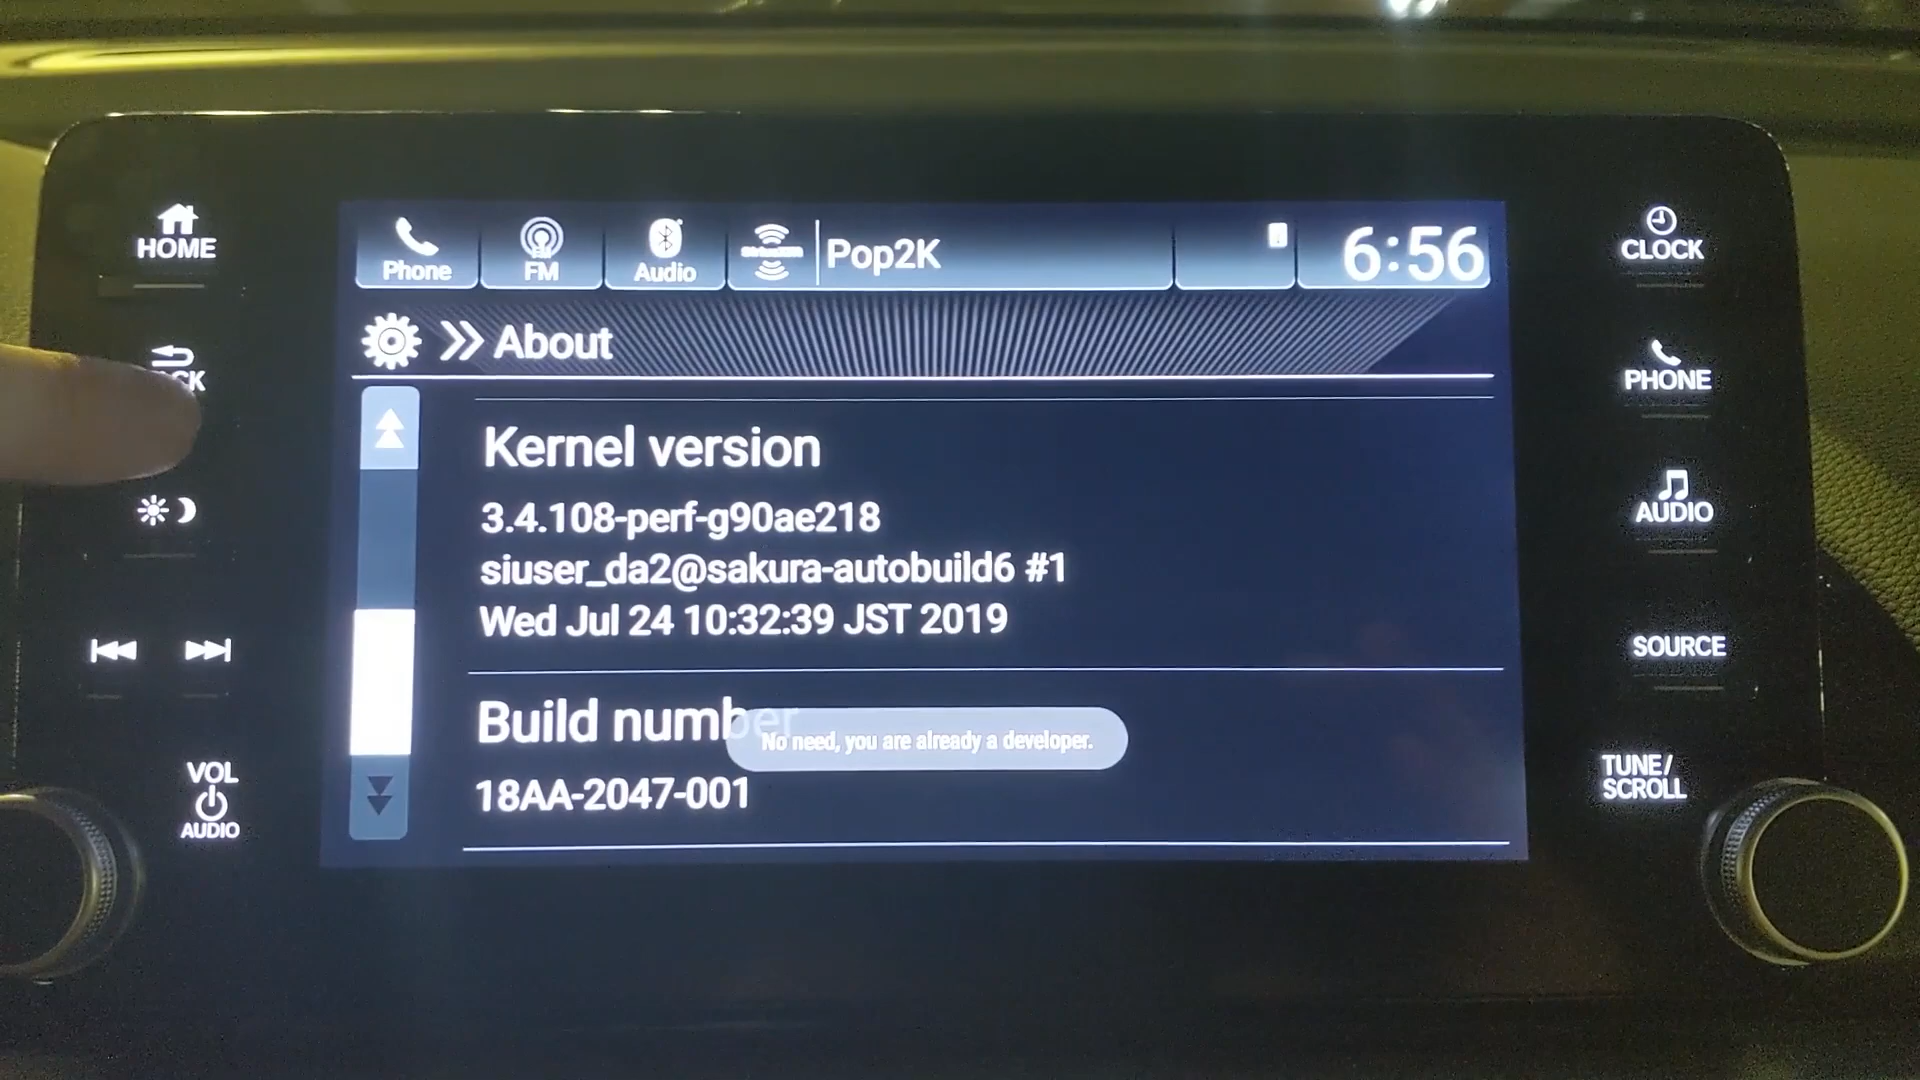 HOME
Phone
FM
Audio
Pop2K
6:56
CLOCK
About
PHONE
Kernel version
3.4.108-perf-g90ae218
siuser_da2@sakura-autobuild6 #1
Wed Jul 24 10:32:39 JST 2019
AUDIO
SOURCE
Build number
No need, you are already a developer.
18AA-2047-001
VOL
AUDIO
TUNE/
SCROLL